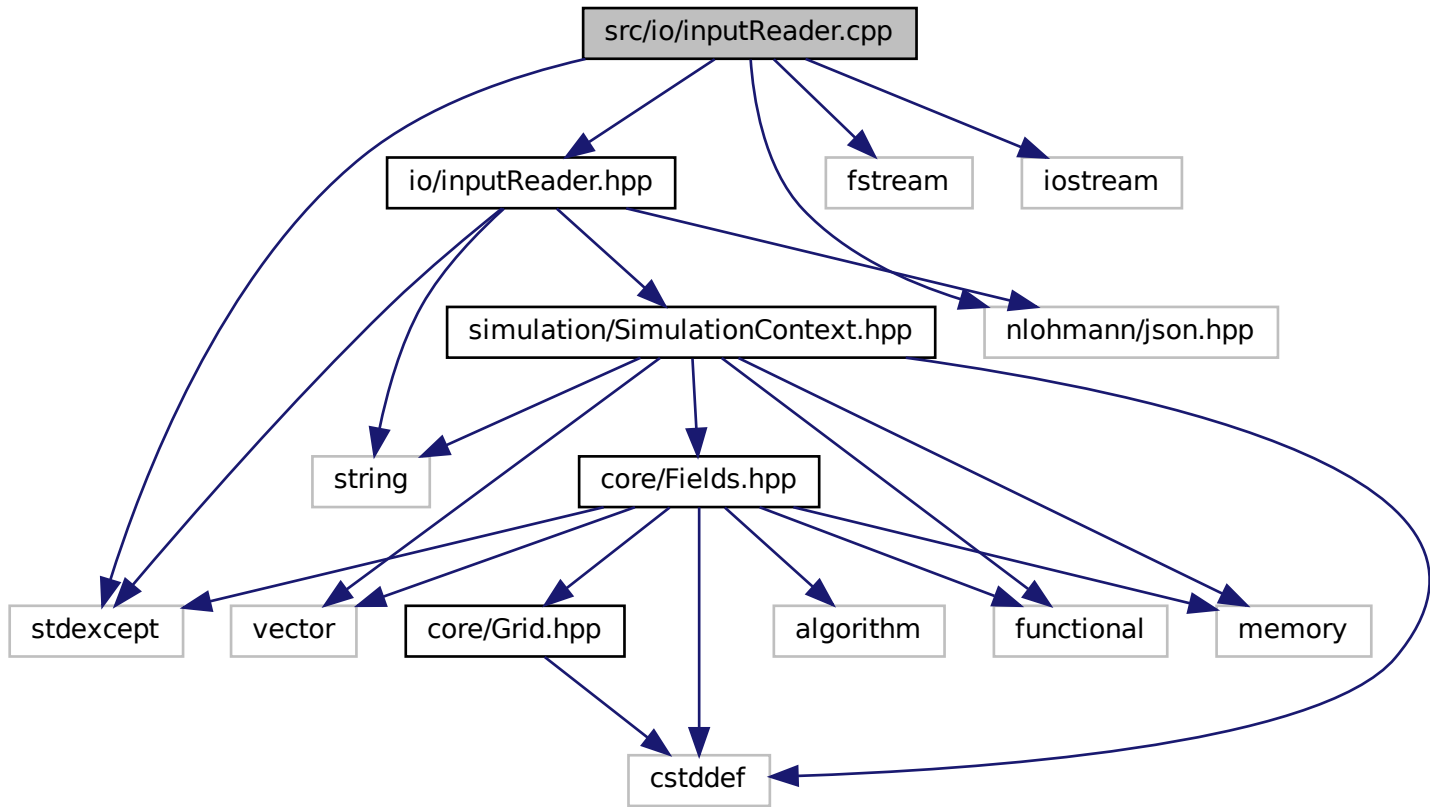 src/io/inputReader.cpp
io/inputReader.hpp
fstream
iostream
simulation/SimulationContext.hpp
nlohmann/json.hpp
string
core/Fields.hpp
stdexcept
vector
core/Grid.hpp
algorithm
functional
memory
cstddef